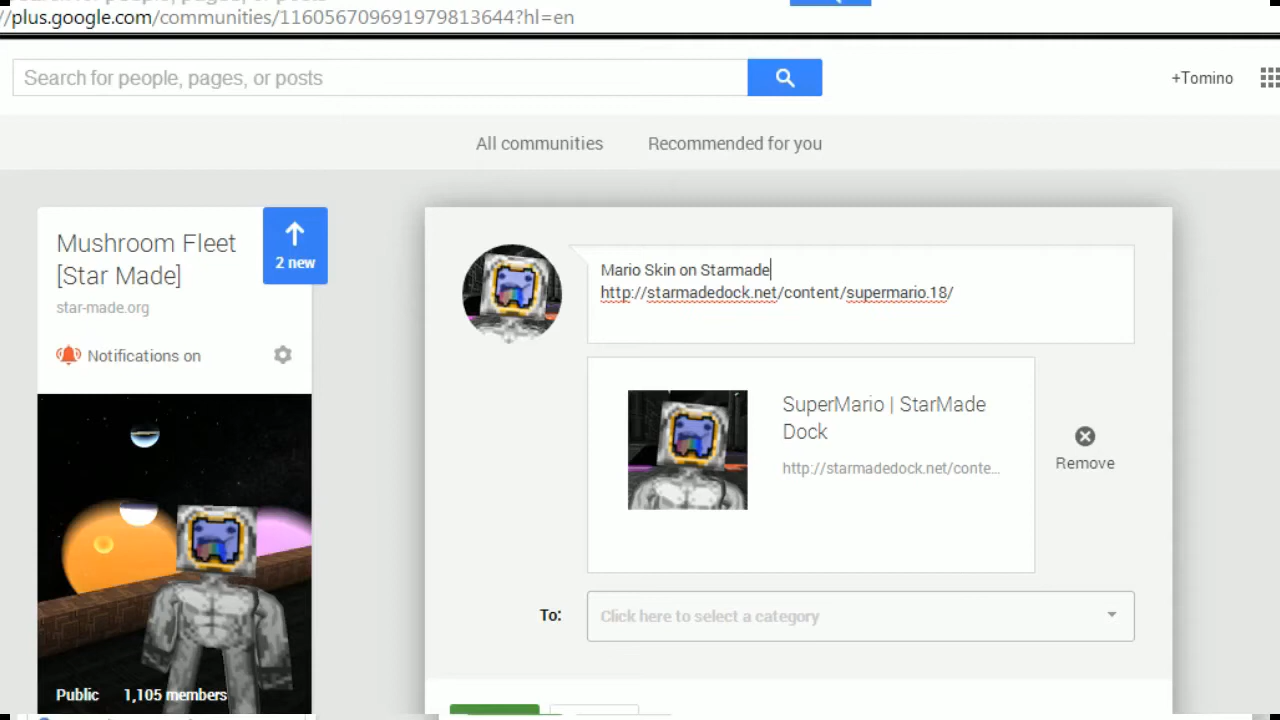 //plus.google.com/communities/116056709691979813644?hl=en
Search for people, pages, or posts
+Tomino
All communities
Recommended for you
Mushroom Fleet
[Star Made]
2 new
star-made.org
Notifications on
Mario Skin on Starmade
http://starmadedock.net/content/supermario.18/
SuperMario | StarMade
Dock
http://starmadedock.net/conte...
Remove
To:
Click here to select a category
Public
1,105 members